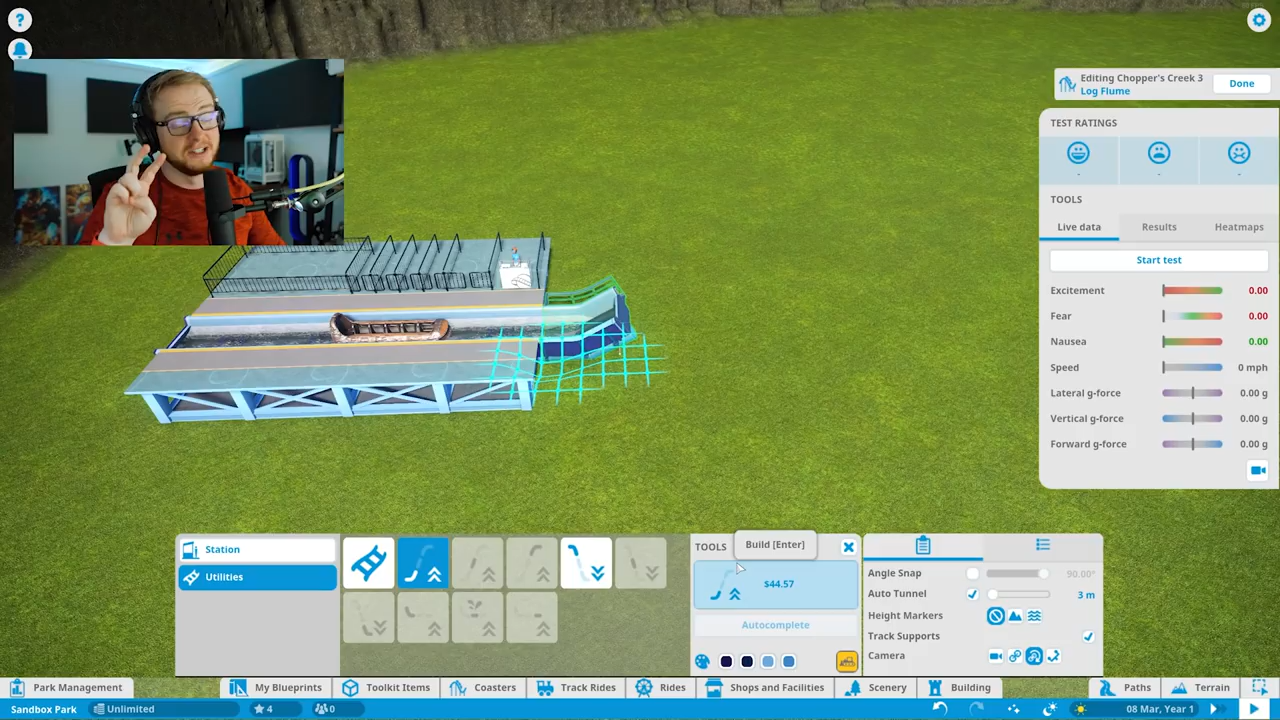 ?
Editing Chopper's Creek 3
Log Flume
Done
TEST RATINGS
- - -
TOOLS
Live data Results Heatmaps
Start test
Excitement 0.00
Fear 0.00
Nausea 0.00
Speed 0 mph
Lateral g-force 0.00 g
Vertical g-force 0.00 g
Forward g-force 0.00 g
Station
Utilities
TOOLS
Build [Enter]
$44.57
Autocomplete
Angle Snap 90.00°
Auto Tunnel 3 m
Height Markers
Track Supports
Camera
Park Management My Blueprints Toolkit Items Coasters Track Rides Rides Shops and Facilities Scenery Building Paths Terrain
Sandbox Park Unlimited 4 0 08 Mar, Year 1